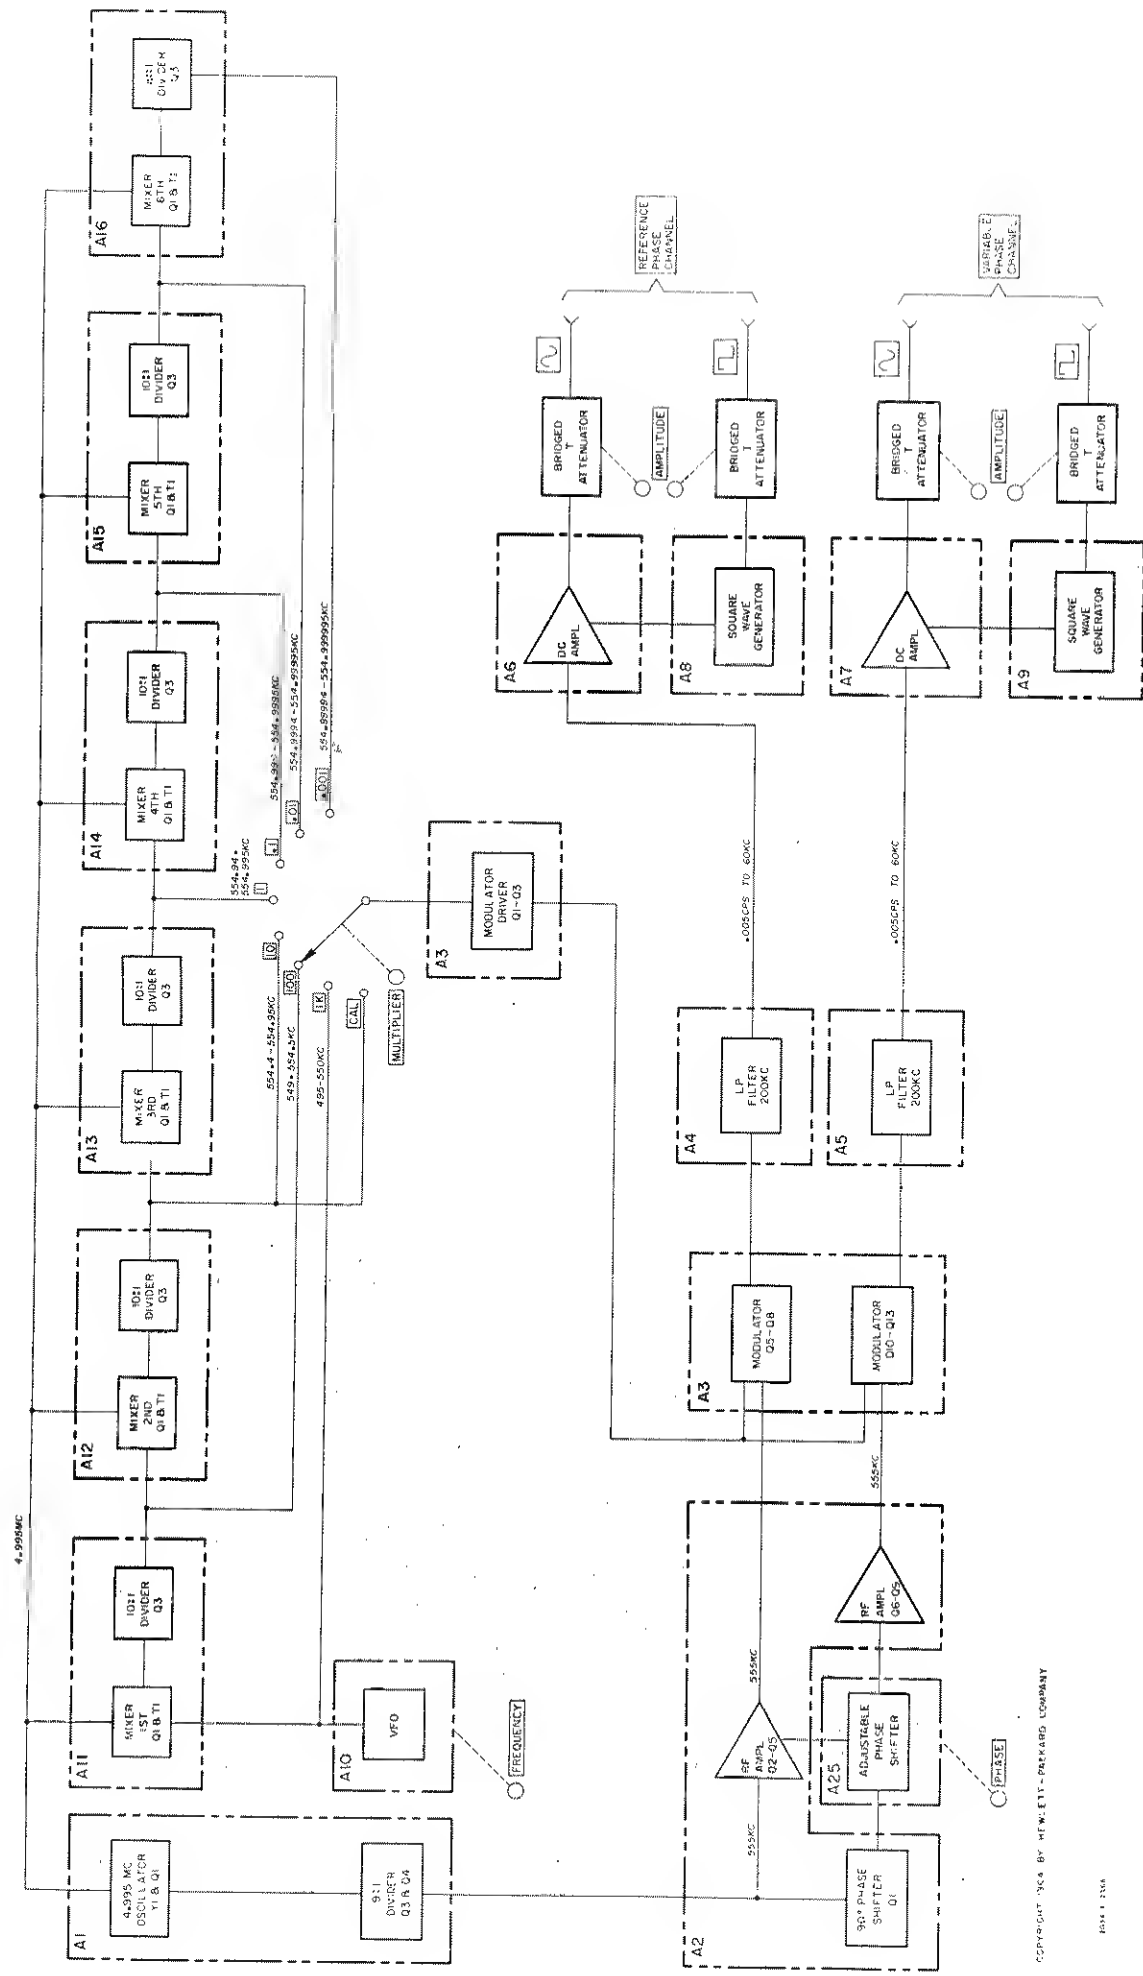 4.995MC
A1
4.995 MC
OSCILLATOR
Y1 & Q1
9:1
DIVIDER
Q3 & Q4
A11
MIXER
1ST
Q1 & T1
10:1
DIVIDER
Q3
A12
MIXER
2ND
Q1 & T1
10:1
DIVIDER
Q3
A13
MIXER
3RD
Q1 & T1
10:1
DIVIDER
Q3
A14
MIXER
4TH
Q1 & T1
10:1
DIVIDER
Q3
A15
MIXER
5TH
Q1 & T1
10:1
DIVIDER
Q3
A16
MIXER
6TH
Q1 &
DIVIDER
Q3
A10
VFO
FREQUENCY
554.4-554.95KC
549.-554.5KC
495-550KC
554.94-
554.995KC
554.9995KC
554.9994-554.99995KC
554.99994-554.999995KC
CAL
1K
100
10
1
.1
.01
.001
MULTIPLIER
A3
MODULATOR
DRIVER
Q1-Q3
A2
90° PHASE
SHIFTER
Q1
555KC
RF
AMPL
Q2-Q5
555KC
A25
ADJUSTABLE
PHASE
SHIFTER
PHASE
RF
AMPL
Q6-Q9
555KC
A3
MODULATOR
Q5-Q8
MODULATOR
Q10-Q13
A4
LP
FILTER
200KC
A5
LP
FILTER
200KC
.005CPS TO 60KC
.005CPS TO 60KC
A6
DC
AMPL
A8
SQUARE
WAVE
GENERATOR
A7
DC
AMPL
A9
SQUARE
WAVE
GENERATOR
BRIDGED
T
ATTENUATOR
AMPLITUDE
BRIDGED
T
ATTENUATOR
BRIDGED
T
ATTENUATOR
AMPLITUDE
BRIDGED
T
ATTENUATOR
REFERENCE
PHASE
CHANNEL
VARIABLE
PHASE
CHANNEL
COPYRIGHT 1964 BY HEWLETT-PACKARD COMPANY